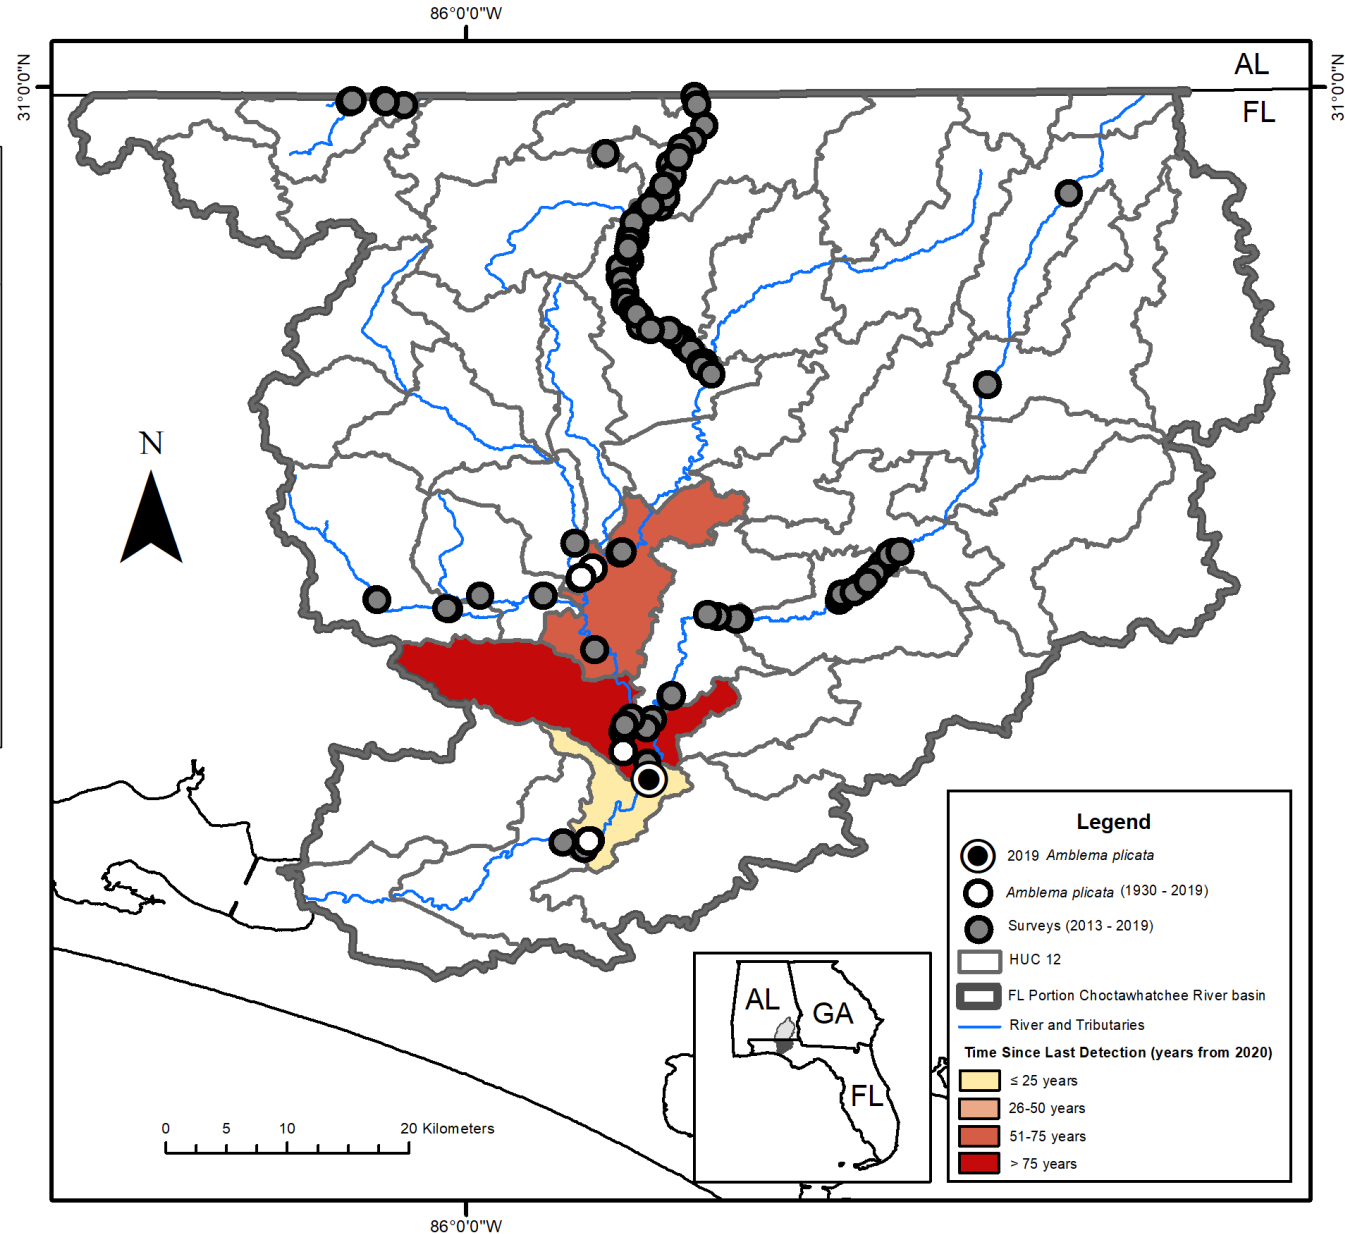 86°0'0"W
31°0'0"N
31°0'0"N
AL
FL
N
Legend
2019 Amblema plicata
Amblema plicata (1930 - 2019)
Surveys (2013 - 2019)
HUC 12
FL Portion Choctawhatchee River basin
River and Tributaries
Time Since Last Detection (years from 2020)
≤ 25 years
26-50 years
51-75 years
> 75 years
AL
GA
FL
0 5 10 20 Kilometers
86°0'0"W